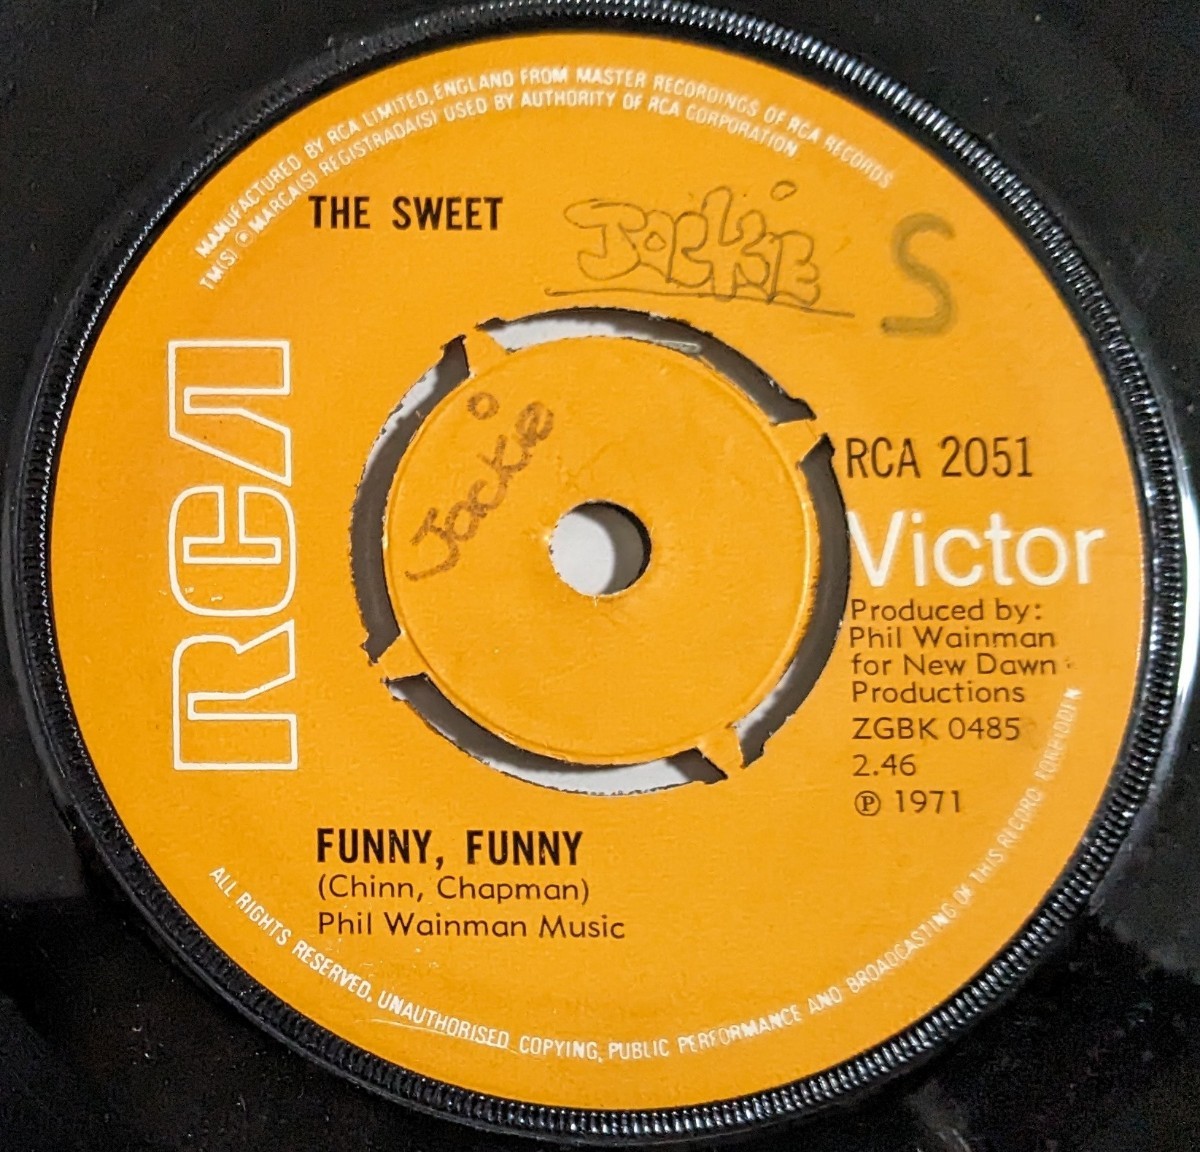 MANUFACTURED BY RCA LIMITED, ENGLAND FROM MASTER RECORDINGS OF RCA RECORDS
TM(S) ® MARCA(S) REGISTRADA(S) USED BY AUTHORITY OF RCA CORPORATION
THE SWEET
Jackie
S
Jackie
RCA
RCA 2051
Victor
Produced by:
Phil Wainman
for New Dawn
Productions
ZGBK 0485
2.46
℗ 1971
FUNNY, FUNNY
(Chinn, Chapman)
Phil Wainman Music
ALL RIGHTS RESERVED. UNAUTHORISED COPYING, PUBLIC PERFORMANCE AND BROADCASTING OF THIS RECORD FORBIDDEN